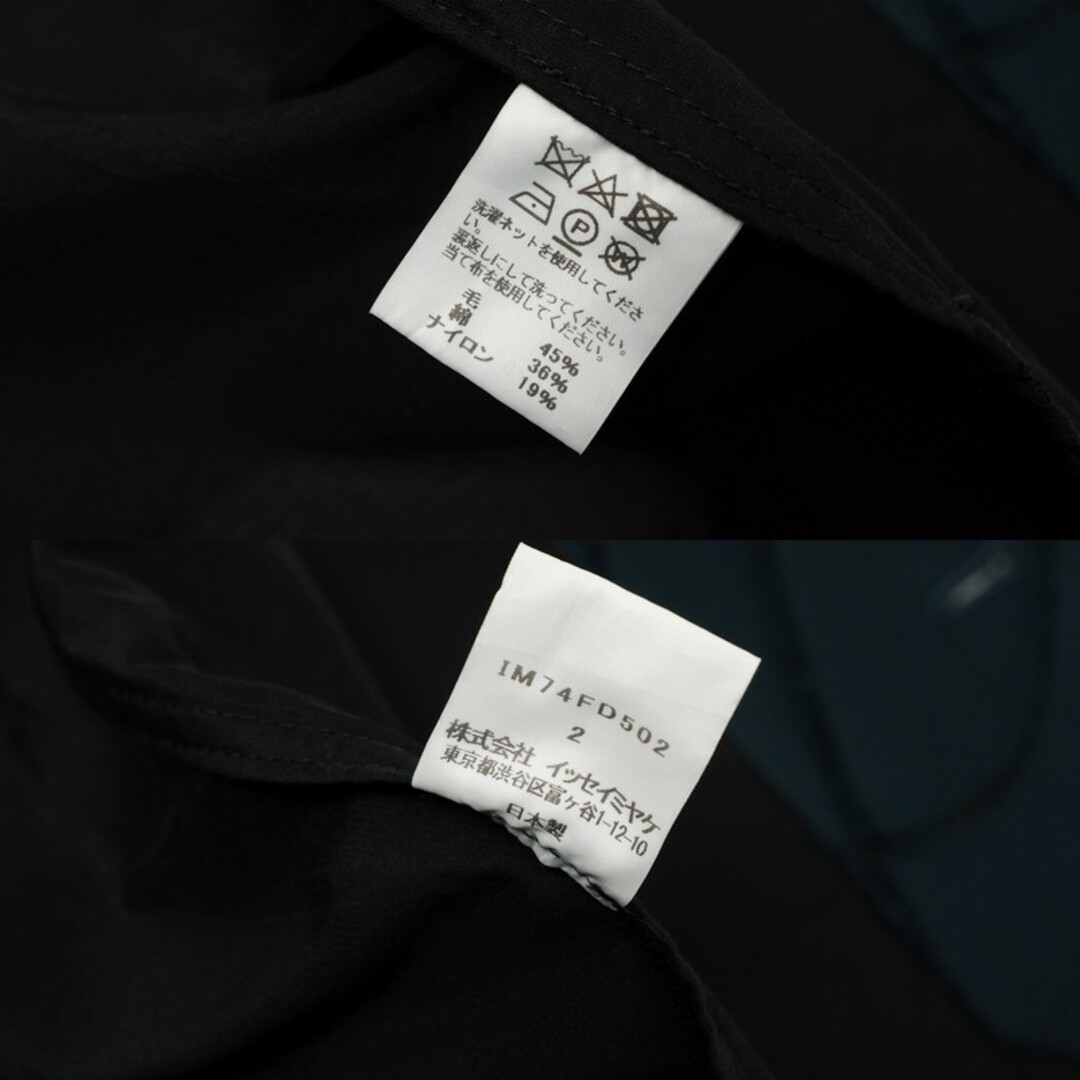 P
W
洗濯ネットを使用してくださ
い。
裏返しにして洗ってください。
当て布を使用してください。
毛 45%
綿 36%
ナイロン 19%
IM74FD502
2
株式会社 イッセイミヤケ
東京都渋谷区富ヶ谷1-12-10
日本製